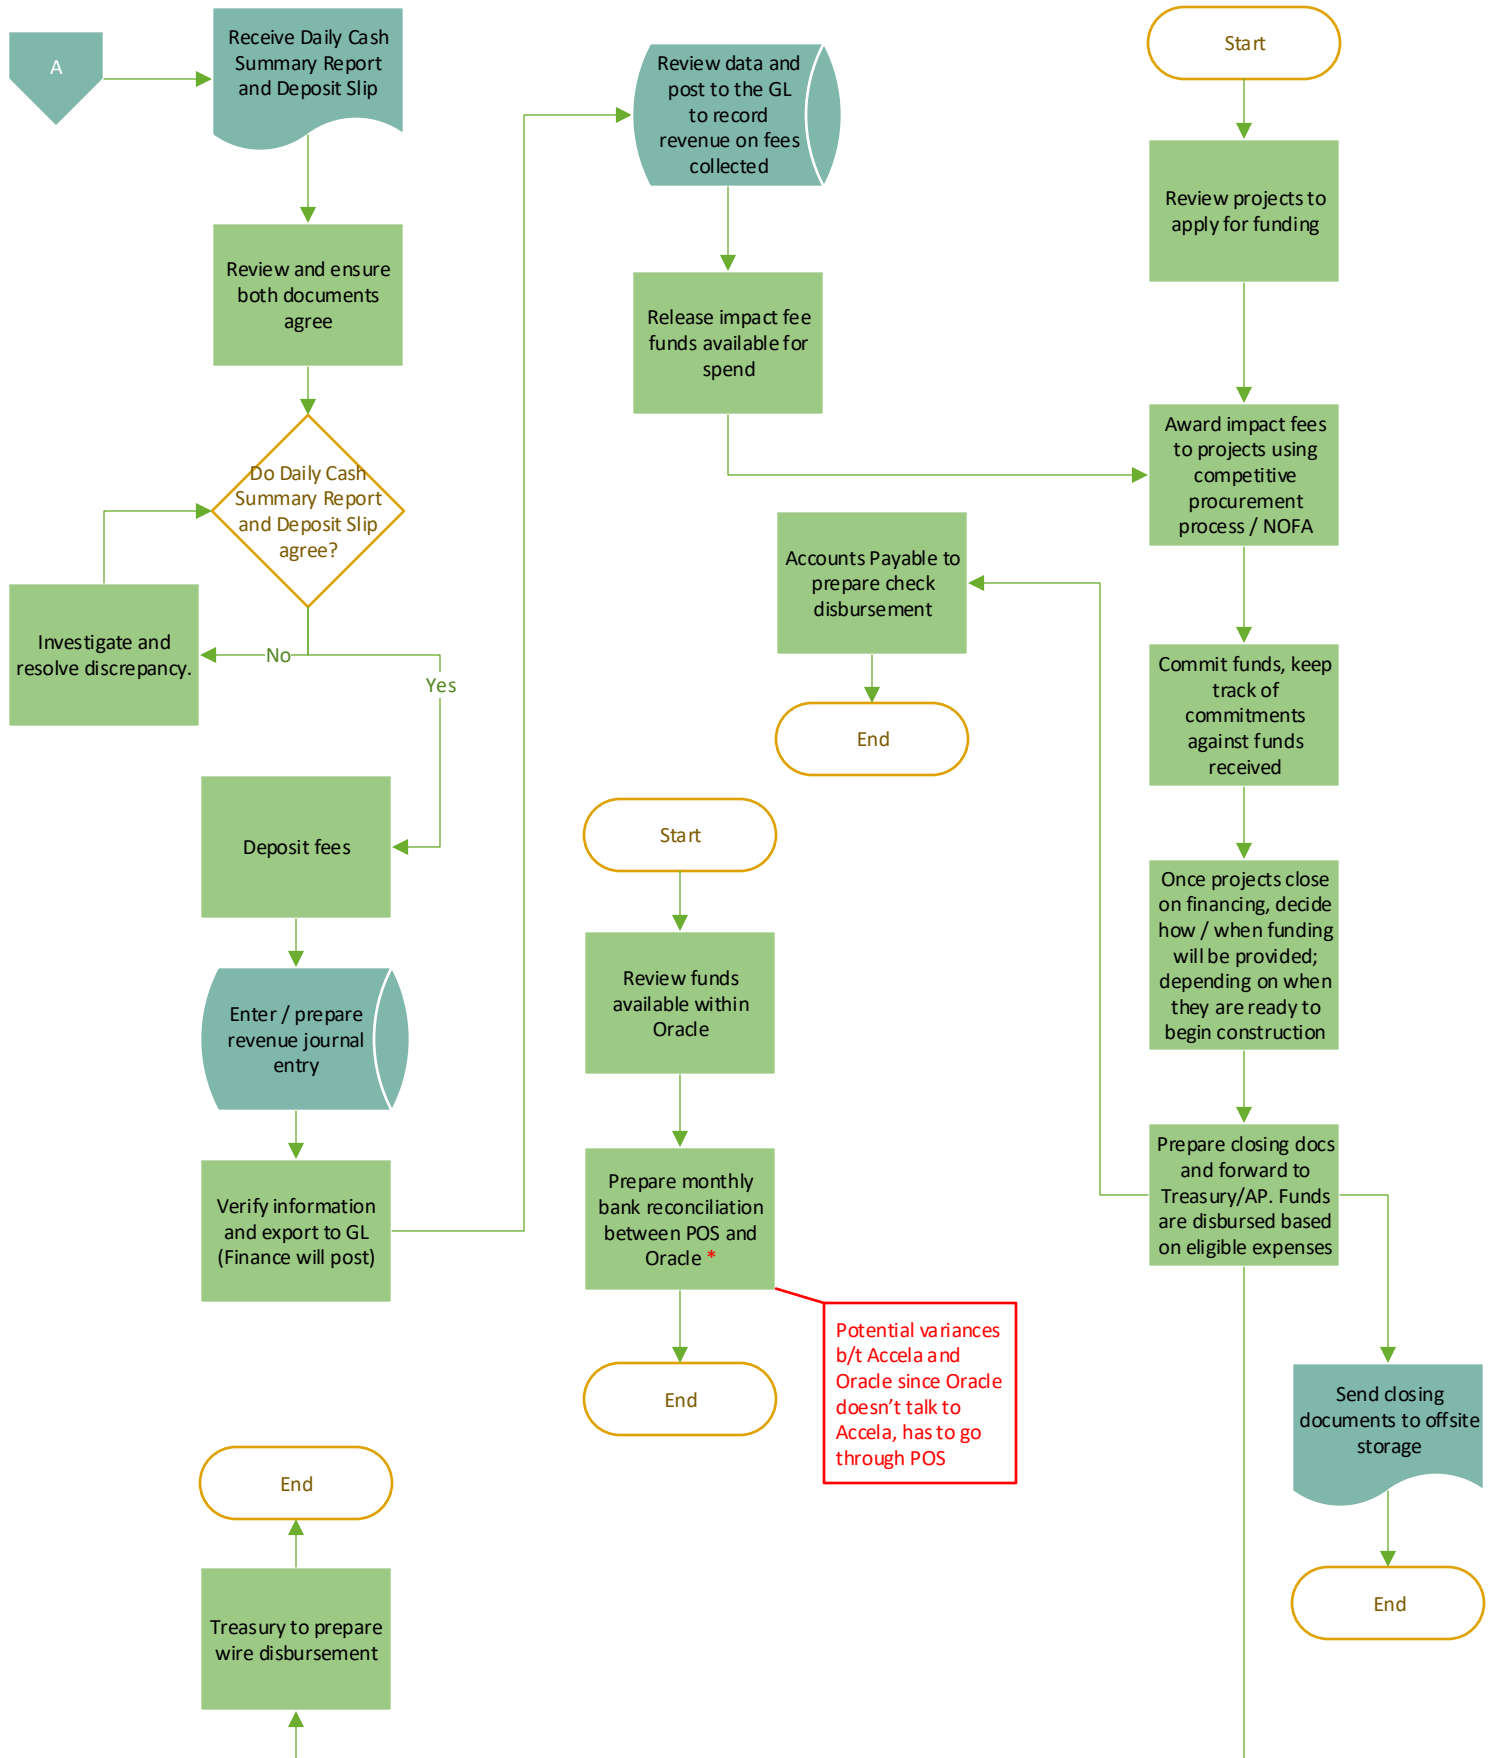 A
Receive Daily Cash
Summary Report
and Deposit Slip
Review and ensure
both documents
agree
Do Daily Cash
Summary Report
and Deposit Slip
agree?
No
Yes
Investigate and
resolve discrepancy.
Deposit fees
Enter / prepare
revenue journal
entry
Verify information
and export to GL
(Finance will post)
End
Treasury to prepare
wire disbursement
Review data and
post to the GL
to record
revenue on fees
collected
Release impact fee
funds available for
spend
Accounts Payable to
prepare check
disbursement
End
Start
Review funds
available within
Oracle
Prepare monthly
bank reconciliation
between POS and
Oracle *
Potential variances
b/t Accela and
Oracle since Oracle
doesn’t talk to
Accela, has to go
through POS
End
Start
Review projects to
apply for funding
Award impact fees
to projects using
competitive
procurement
process / NOFA
Commit funds, keep
track of
commitments
against funds
received
Once projects close
on financing, decide
how / when funding
will be provided;
depending on when
they are ready to
begin construction
Prepare closing docs
and forward to
Treasury/AP. Funds
are disbursed based
on eligible expenses
Send closing
documents to offsite
storage
End